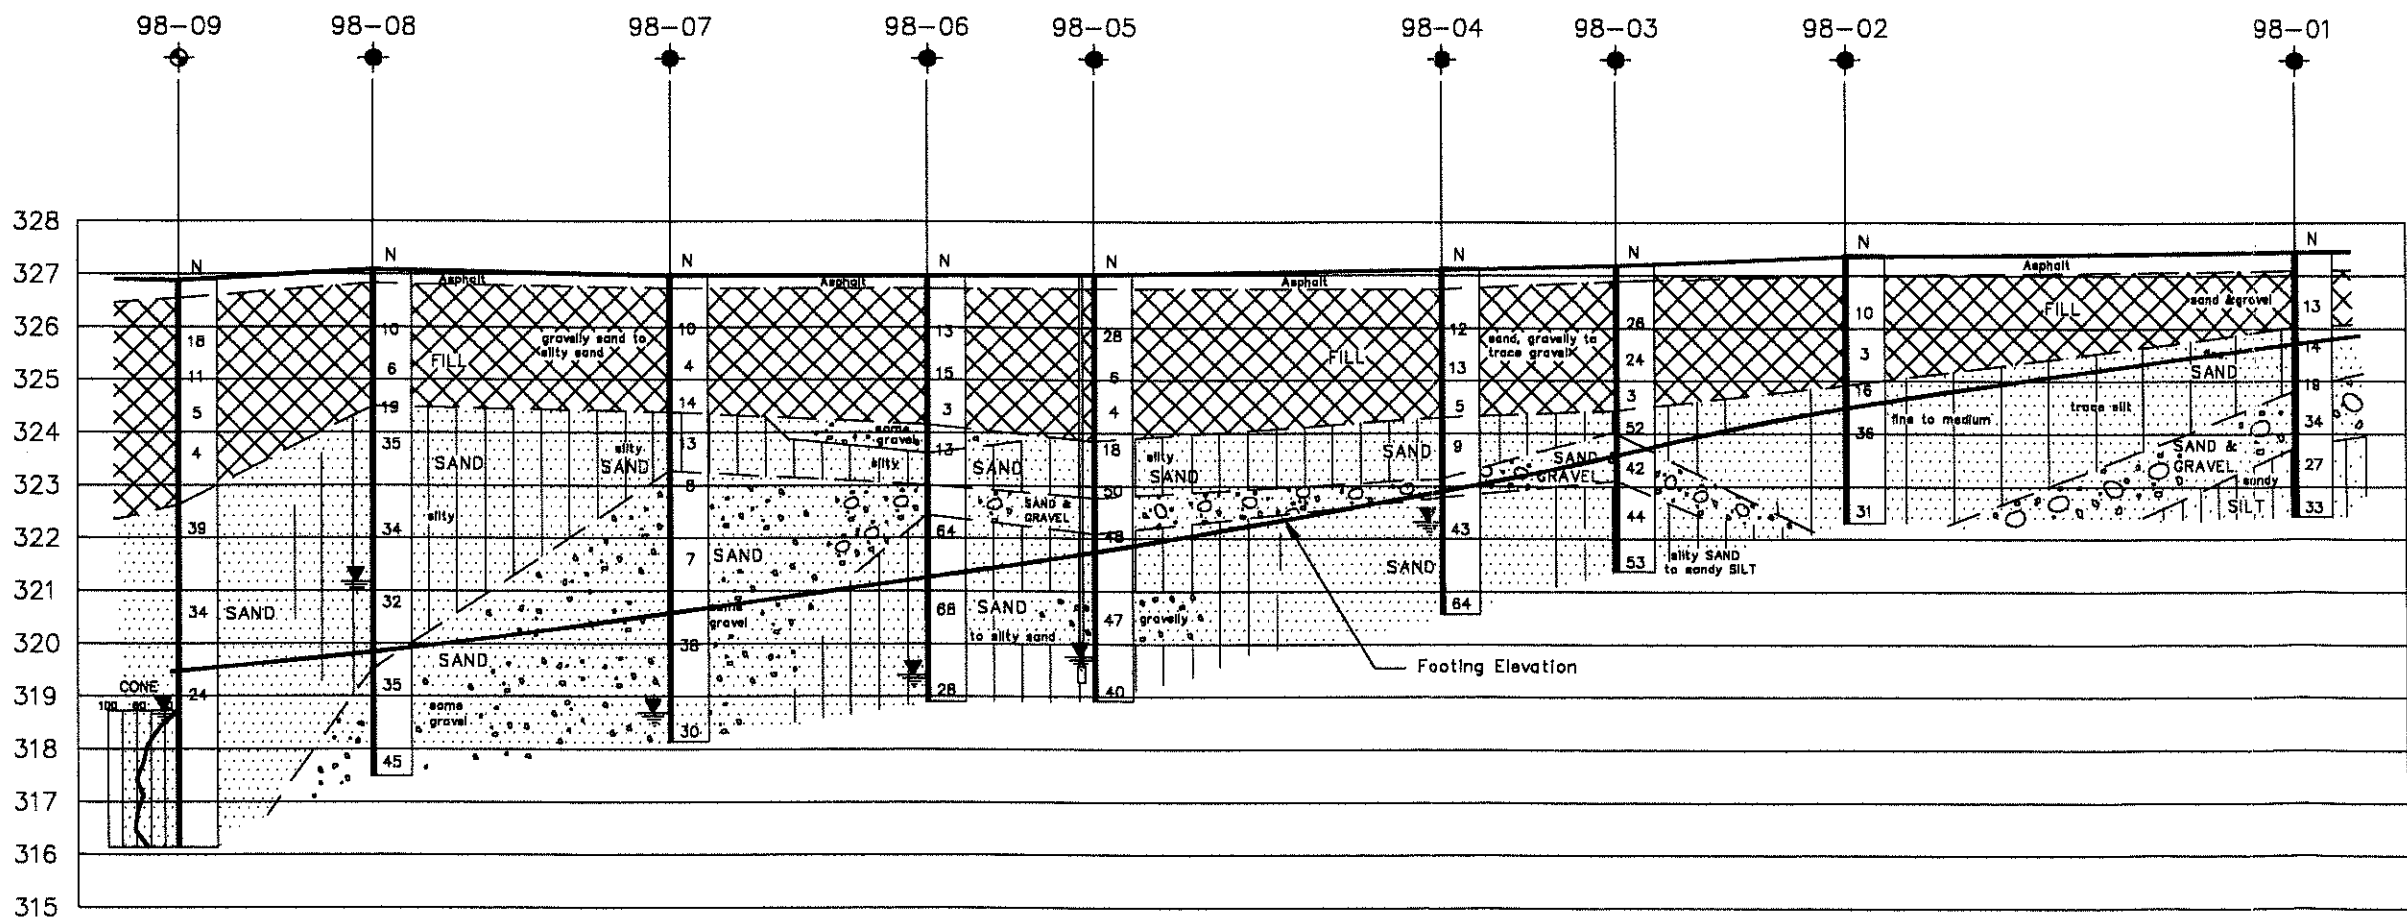 98-09 98-08 98-07 98-06 98-05 98-04 98-03 98-02 98-01
328
N N N N N N N N N
327
Asphalt Asphalt Asphalt Asphalt
326
18 10 10 13 28 12 26 10 13
gravelly sand to
silty sand
sand, gravelly to
trace gravel
sand & gravel
FILL FILL FILL
325
11 6 4 15 6 13 24 3 14
5 19 14 3 4 5 3 16 18
SAND
324
35 13 13 18 9 52 36 34
some
gravel
fine to medium
trace silt
4
SAND
silty
SAND
silty
SAND
silty
SAND
SAND
SAND &
GRAVEL
SAND &
GRAVEL
323
8 50 42 27
sandy
SILT
SAND &
GRAVEL
39 silty 34 64 48 43 44 31 33
322
7 SAND
SAND
53
silty SAND
to sandy SILT
321
34 SAND 32 68 SAND 47 64
some
gravel
gravelly
to silty sand
320
38
SAND
Footing Elevation
CONE
319
24 35 28 40
100
some
gravel
30
318
45
317
316
315